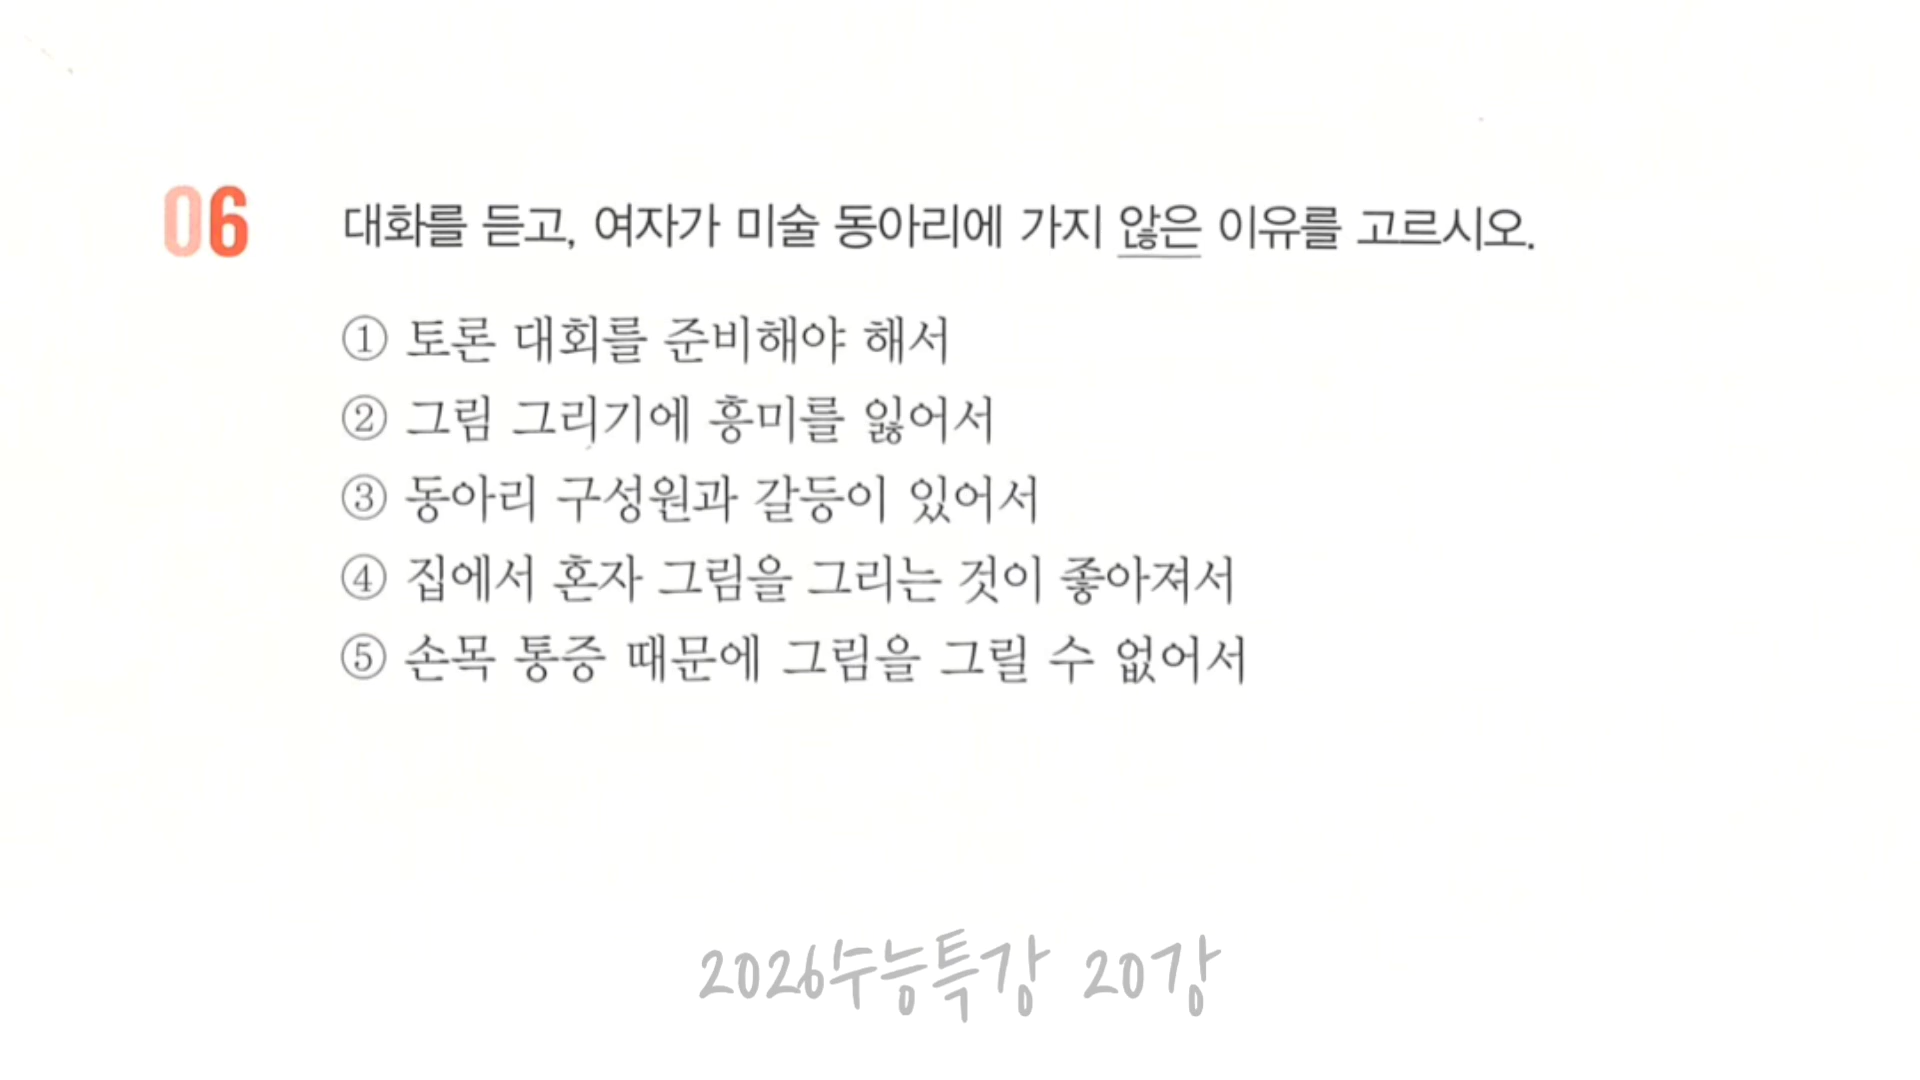 06 대화를 듣고, 여자가 미술 동아리에 가지 않은 이유를 고르시오.
① 토론 대회를 준비해야 해서
② 그림 그리기에 흥미를 잃어서
③ 동아리 구성원과 갈등이 있어서
④ 집에서 혼자 그림을 그리는 것이 좋아져서
⑤ 손목 통증 때문에 그림을 그릴 수 없어서
2026수능특강 20강